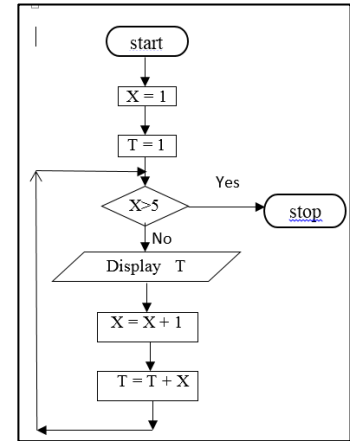 start
X = 1
T = 1
X>5
Yes
stop
No
Display T
X = X + 1
T = T + X